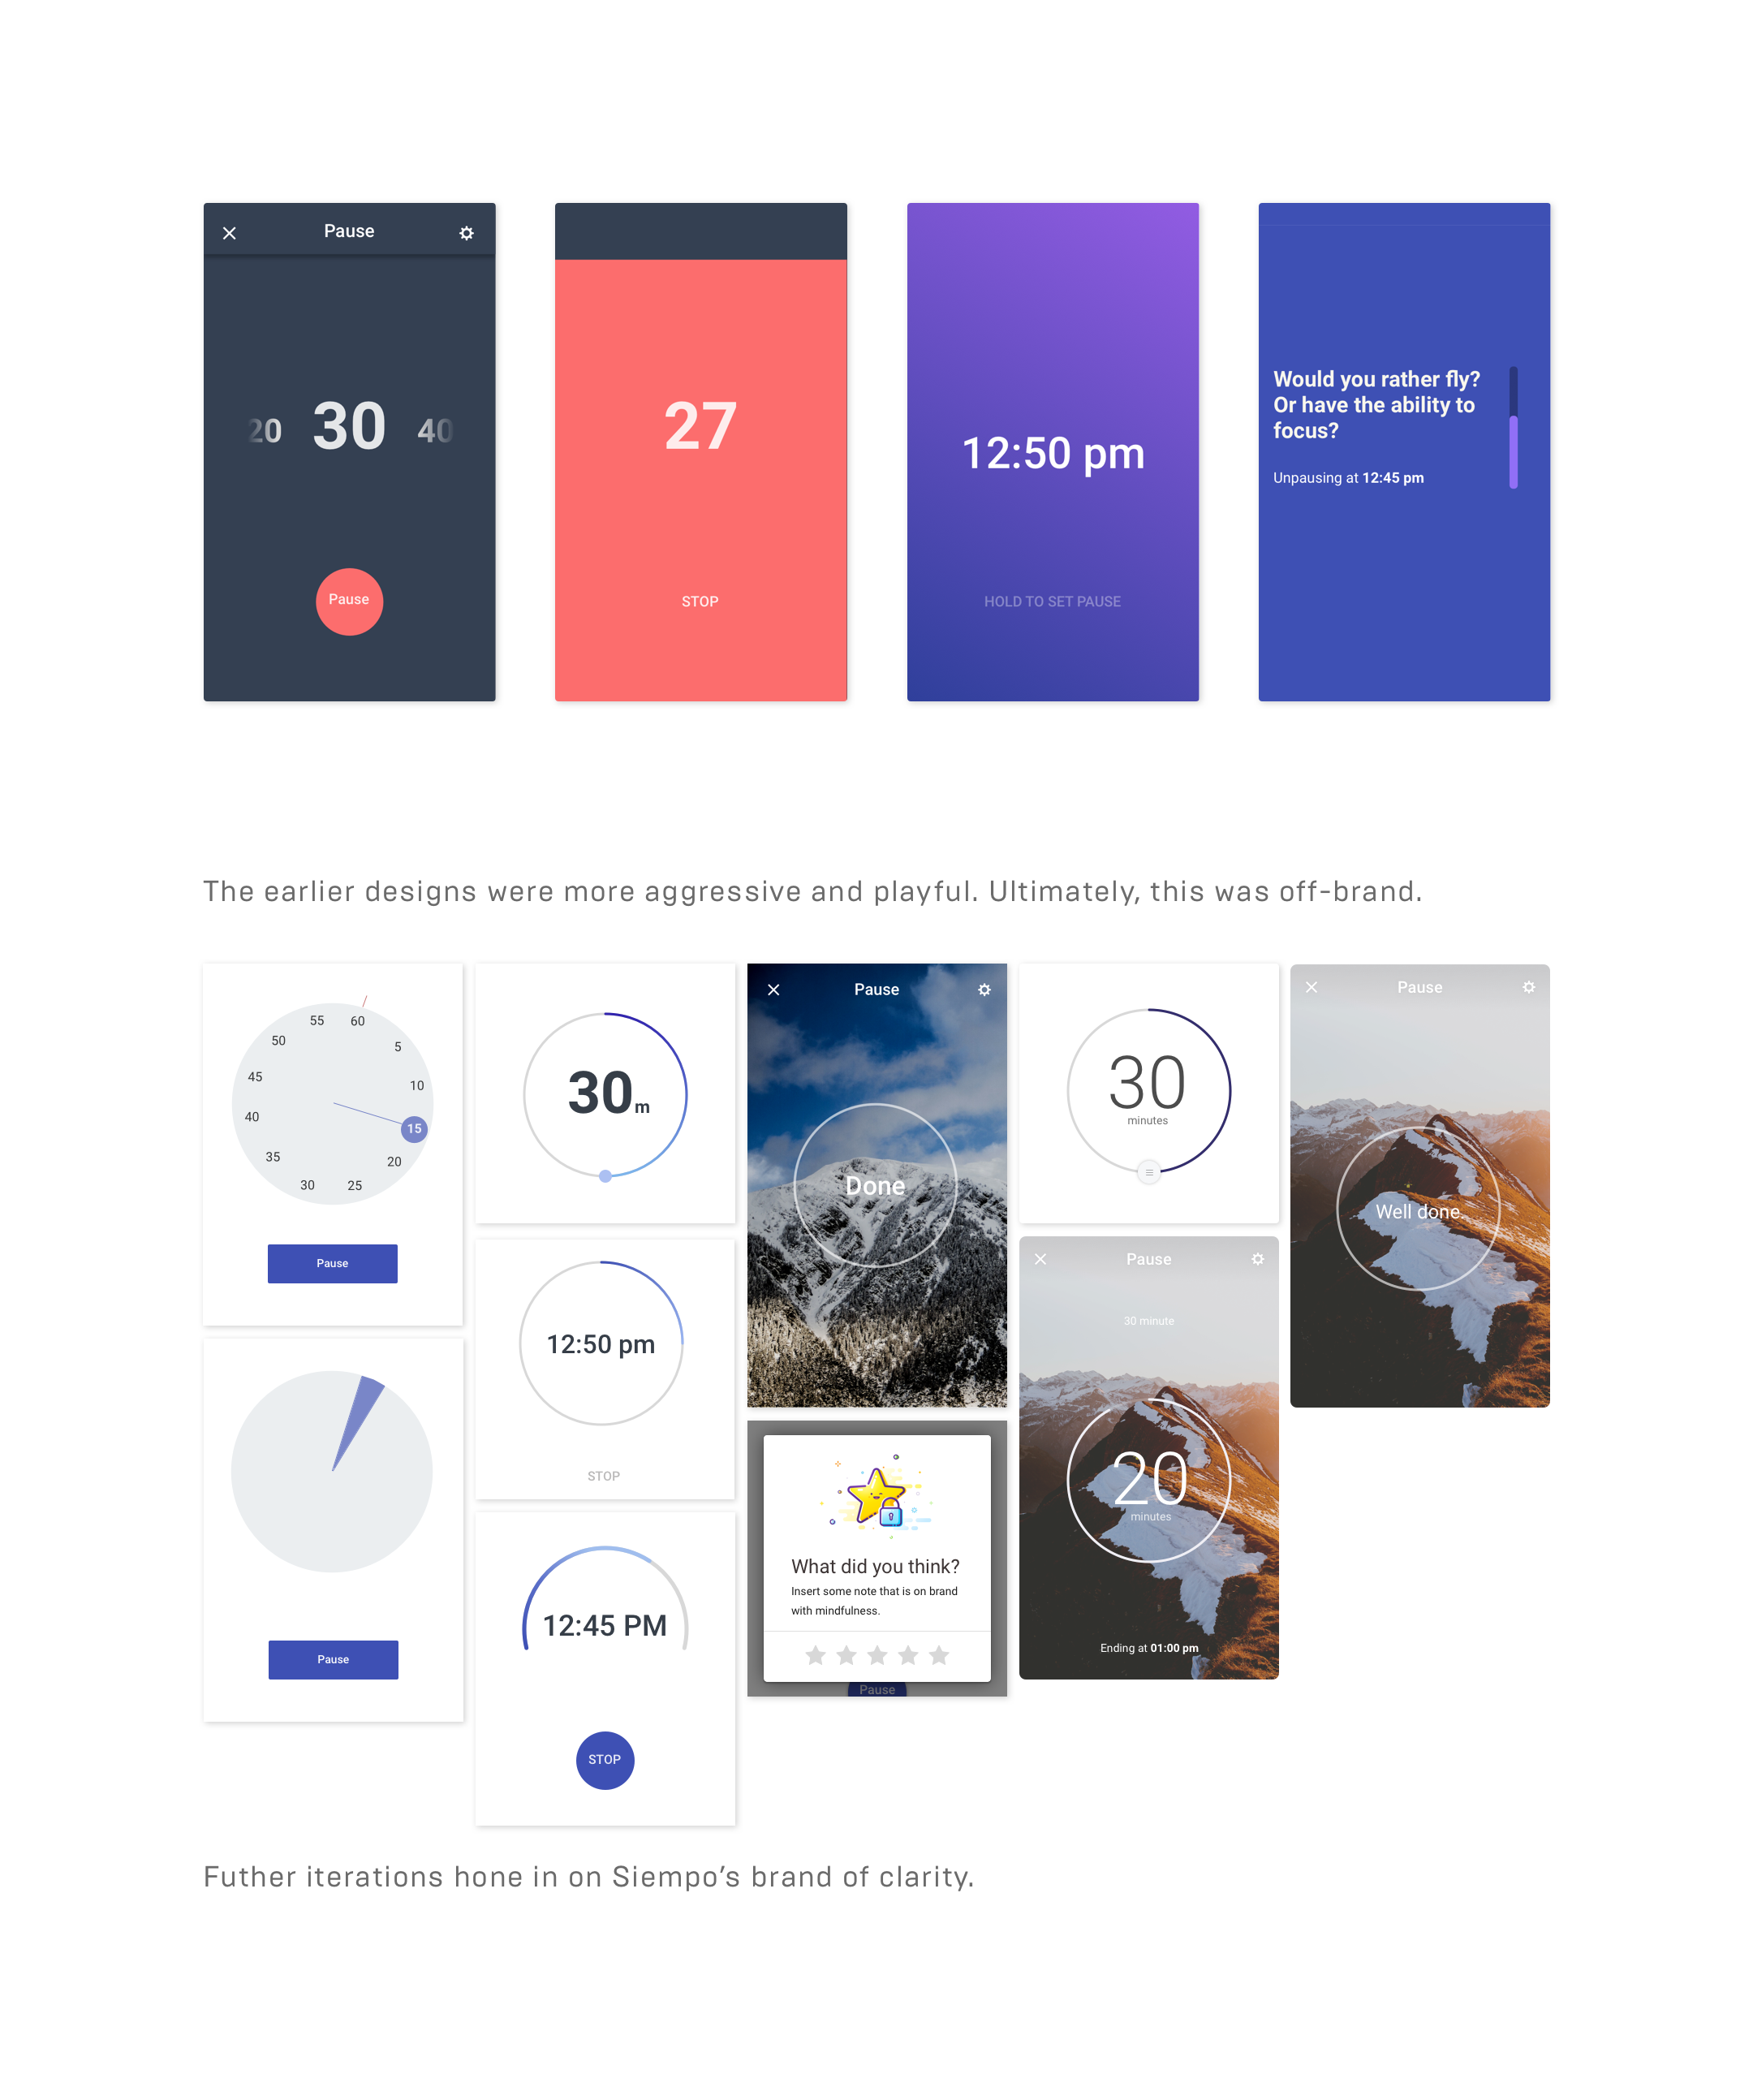 Pause
20 30 40
Pause
27
STOP
12:50 pm
HOLD TO SET PAUSE
Would you rather fly?
Or have the ability to
focus?
Unpausing at 12:45 pm
The earlier designs were more aggressive and playful. Ultimately, this was off-brand.
55 60
50
5
45
10
40
15
35
20
30 25
Pause
Pause
30m
12:50 pm
STOP
12:45 PM
STOP
Pause
Done
What did you think?
Insert some note that is on brand
with mindfulness.
Pause
30
minutes
Pause
30 minute
20
minutes
Ending at 01:00 pm
Pause
Well done.
Futher iterations hone in on Siempo’s brand of clarity.